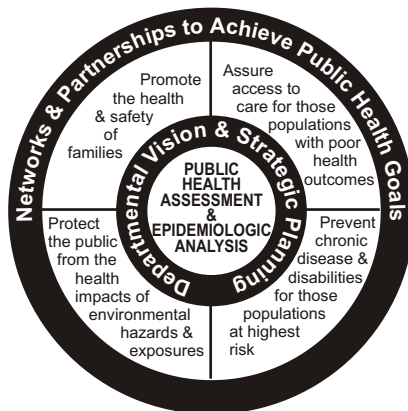 Networks & Partnerships to Achieve Public Health Goals
Promote
the health
& safety
of
families
Assure
access to
care for those
populations
with poor
health
outcomes
Departmental Vision & Strategic Planning
PUBLIC
HEALTH
ASSESSMENT
&
EPIDEMIOLOGIC
ANALYSIS
Protect
the public
from the
health
impacts of
environmental
hazards &
exposures
Prevent
chronic
disease &
disabilities
for those
populations
at highest
risk